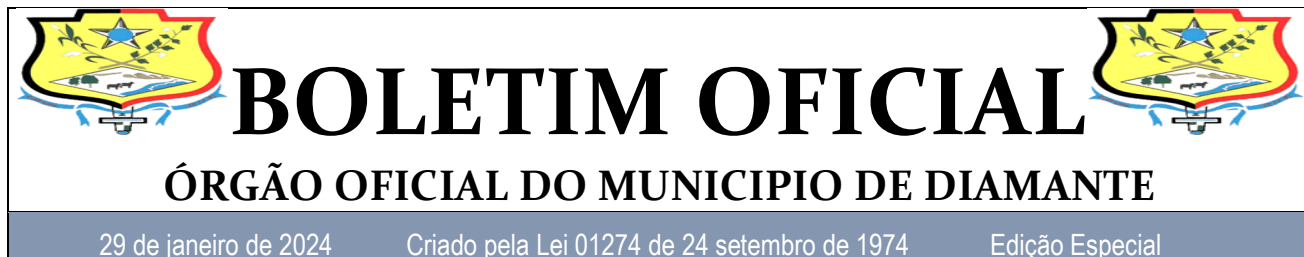 BOLETIM OFICIAL
ÓRGÃO OFICIAL DO MUNICIPIO DE DIAMANTE
29 de janeiro de 2024 Criado pela Lei 01274 de 24 setembro de 1974 Edição Especial